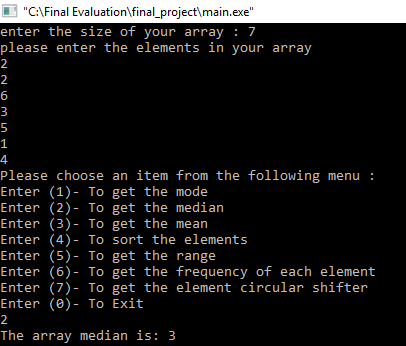 "C:\Final Evaluation\final_project\main.exe"
enter the size of your array : 7
please enter the elements in your array
2
2
6
3
5
1
4
Please choose an item from the following menu :
Enter (1)- To get the mode
Enter (2)- To get the median
Enter (3)- To get the mean
Enter (4)- To sort the elements
Enter (5)- To get the range
Enter (6)- To get the frequency of each element
Enter (7)- To get the element circular shifter
Enter (0)- To Exit
2
The array median is: 3